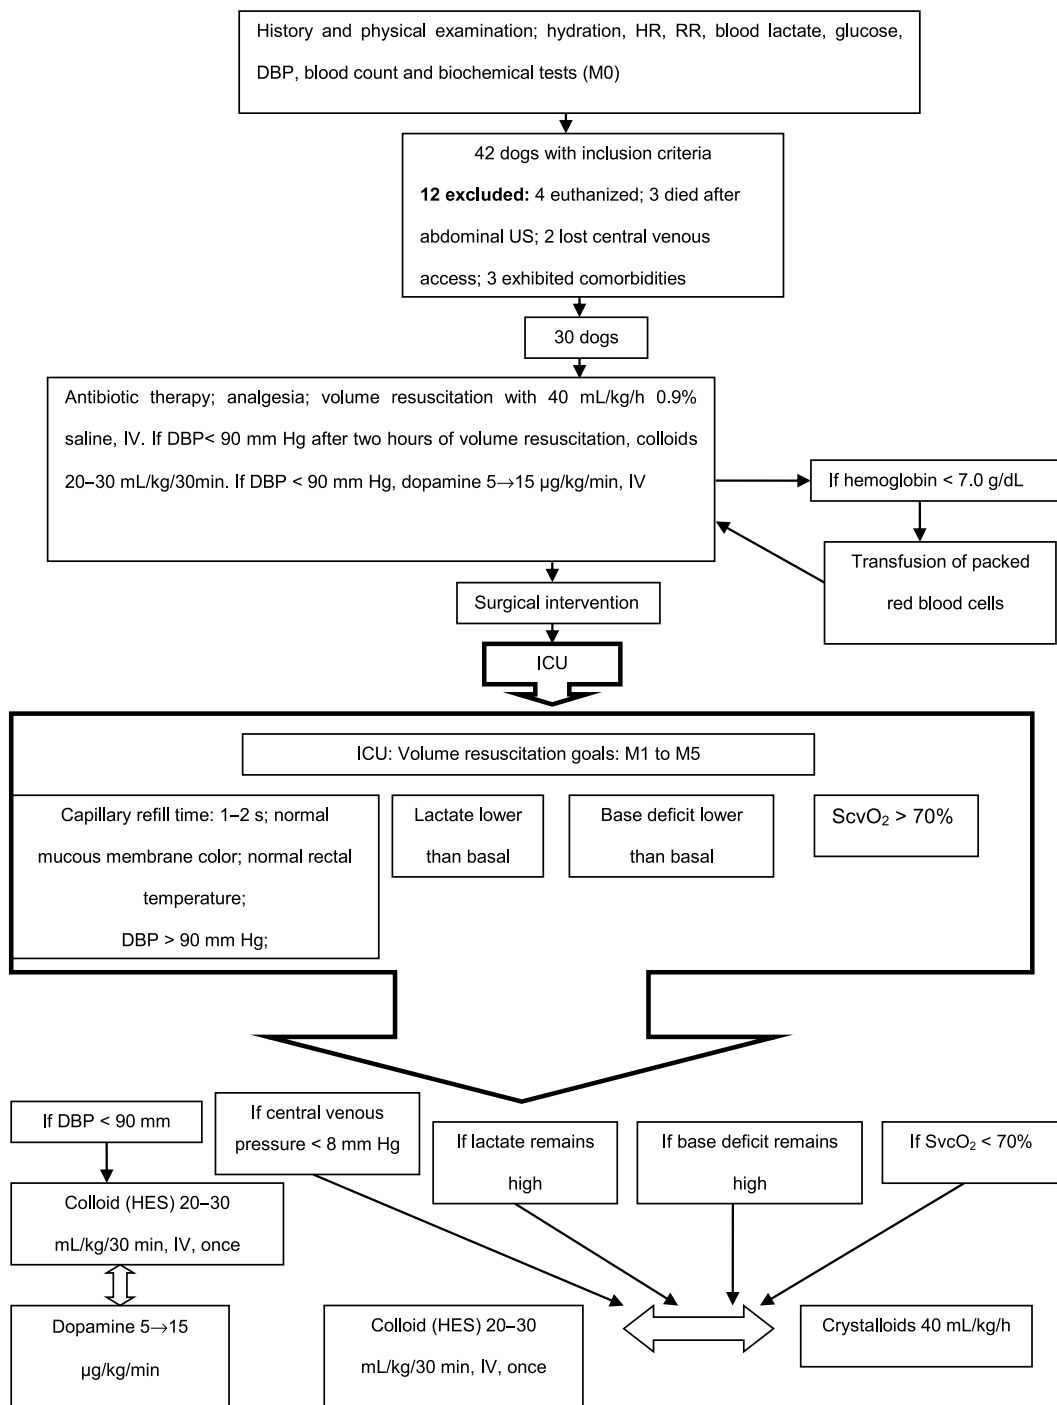 History and physical examination; hydration, HR, RR, blood lactate, glucose,
DBP, blood count and biochemical tests (M0)
42 dogs with inclusion criteria
12 excluded: 4 euthanized; 3 died after
abdominal US; 2 lost central venous
access; 3 exhibited comorbidities
30 dogs
Antibiotic therapy; analgesia; volume resuscitation with 40 mL/kg/h 0.9%
saline, IV. If DBP< 90 mm Hg after two hours of volume resuscitation, colloids
20–30 mL/kg/30min. If DBP < 90 mm Hg, dopamine 5→15 µg/kg/min, IV
If hemoglobin < 7.0 g/dL
Transfusion of packed
red blood cells
Surgical intervention
ICU
ICU: Volume resuscitation goals: M1 to M5
Capillary refill time: 1–2 s; normal
mucous membrane color; normal rectal
temperature;
DBP > 90 mm Hg;
Lactate lower
than basal
Base deficit lower
than basal
ScvO₂ > 70%
If DBP < 90 mm
If central venous
pressure < 8 mm Hg
If lactate remains
high
If base deficit remains
high
If SvcO₂ < 70%
Colloid (HES) 20–30
mL/kg/30 min, IV, once
Dopamine 5→15
µg/kg/min
Colloid (HES) 20–30
mL/kg/30 min, IV, once
Crystalloids 40 mL/kg/h